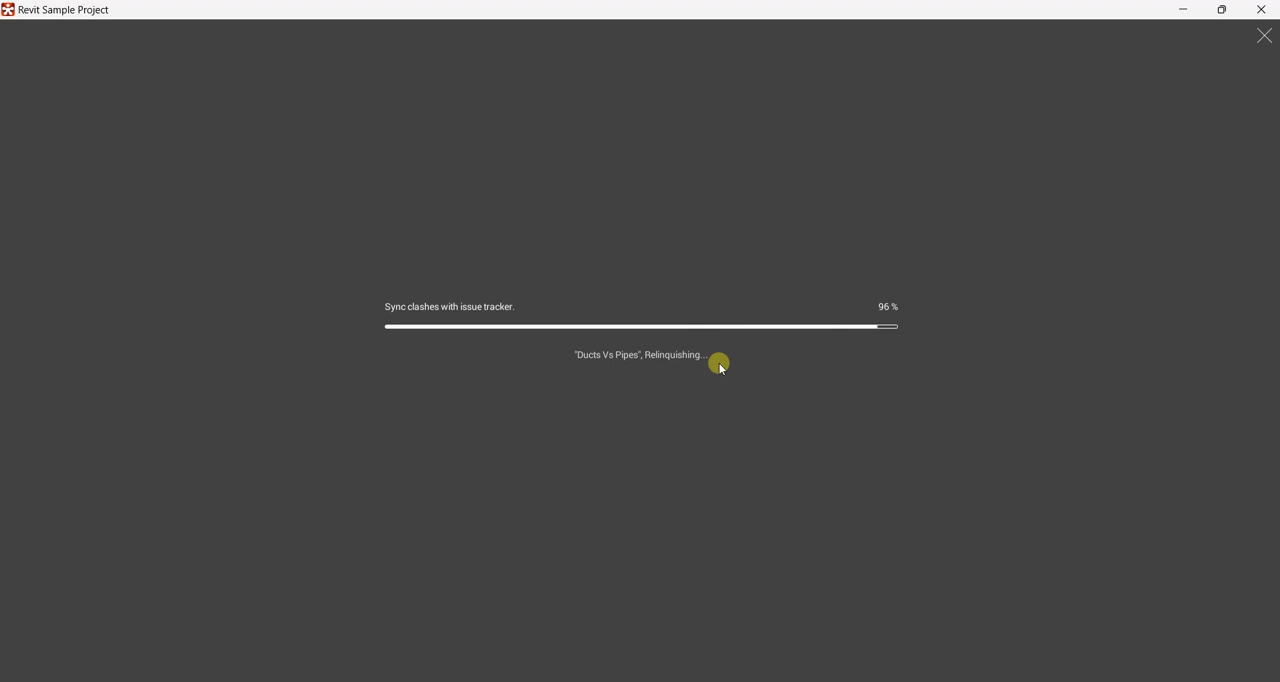 Revit Sample Project
Sync clashes with issue tracker. 96 %
"Ducts Vs Pipes", Relinquishing...